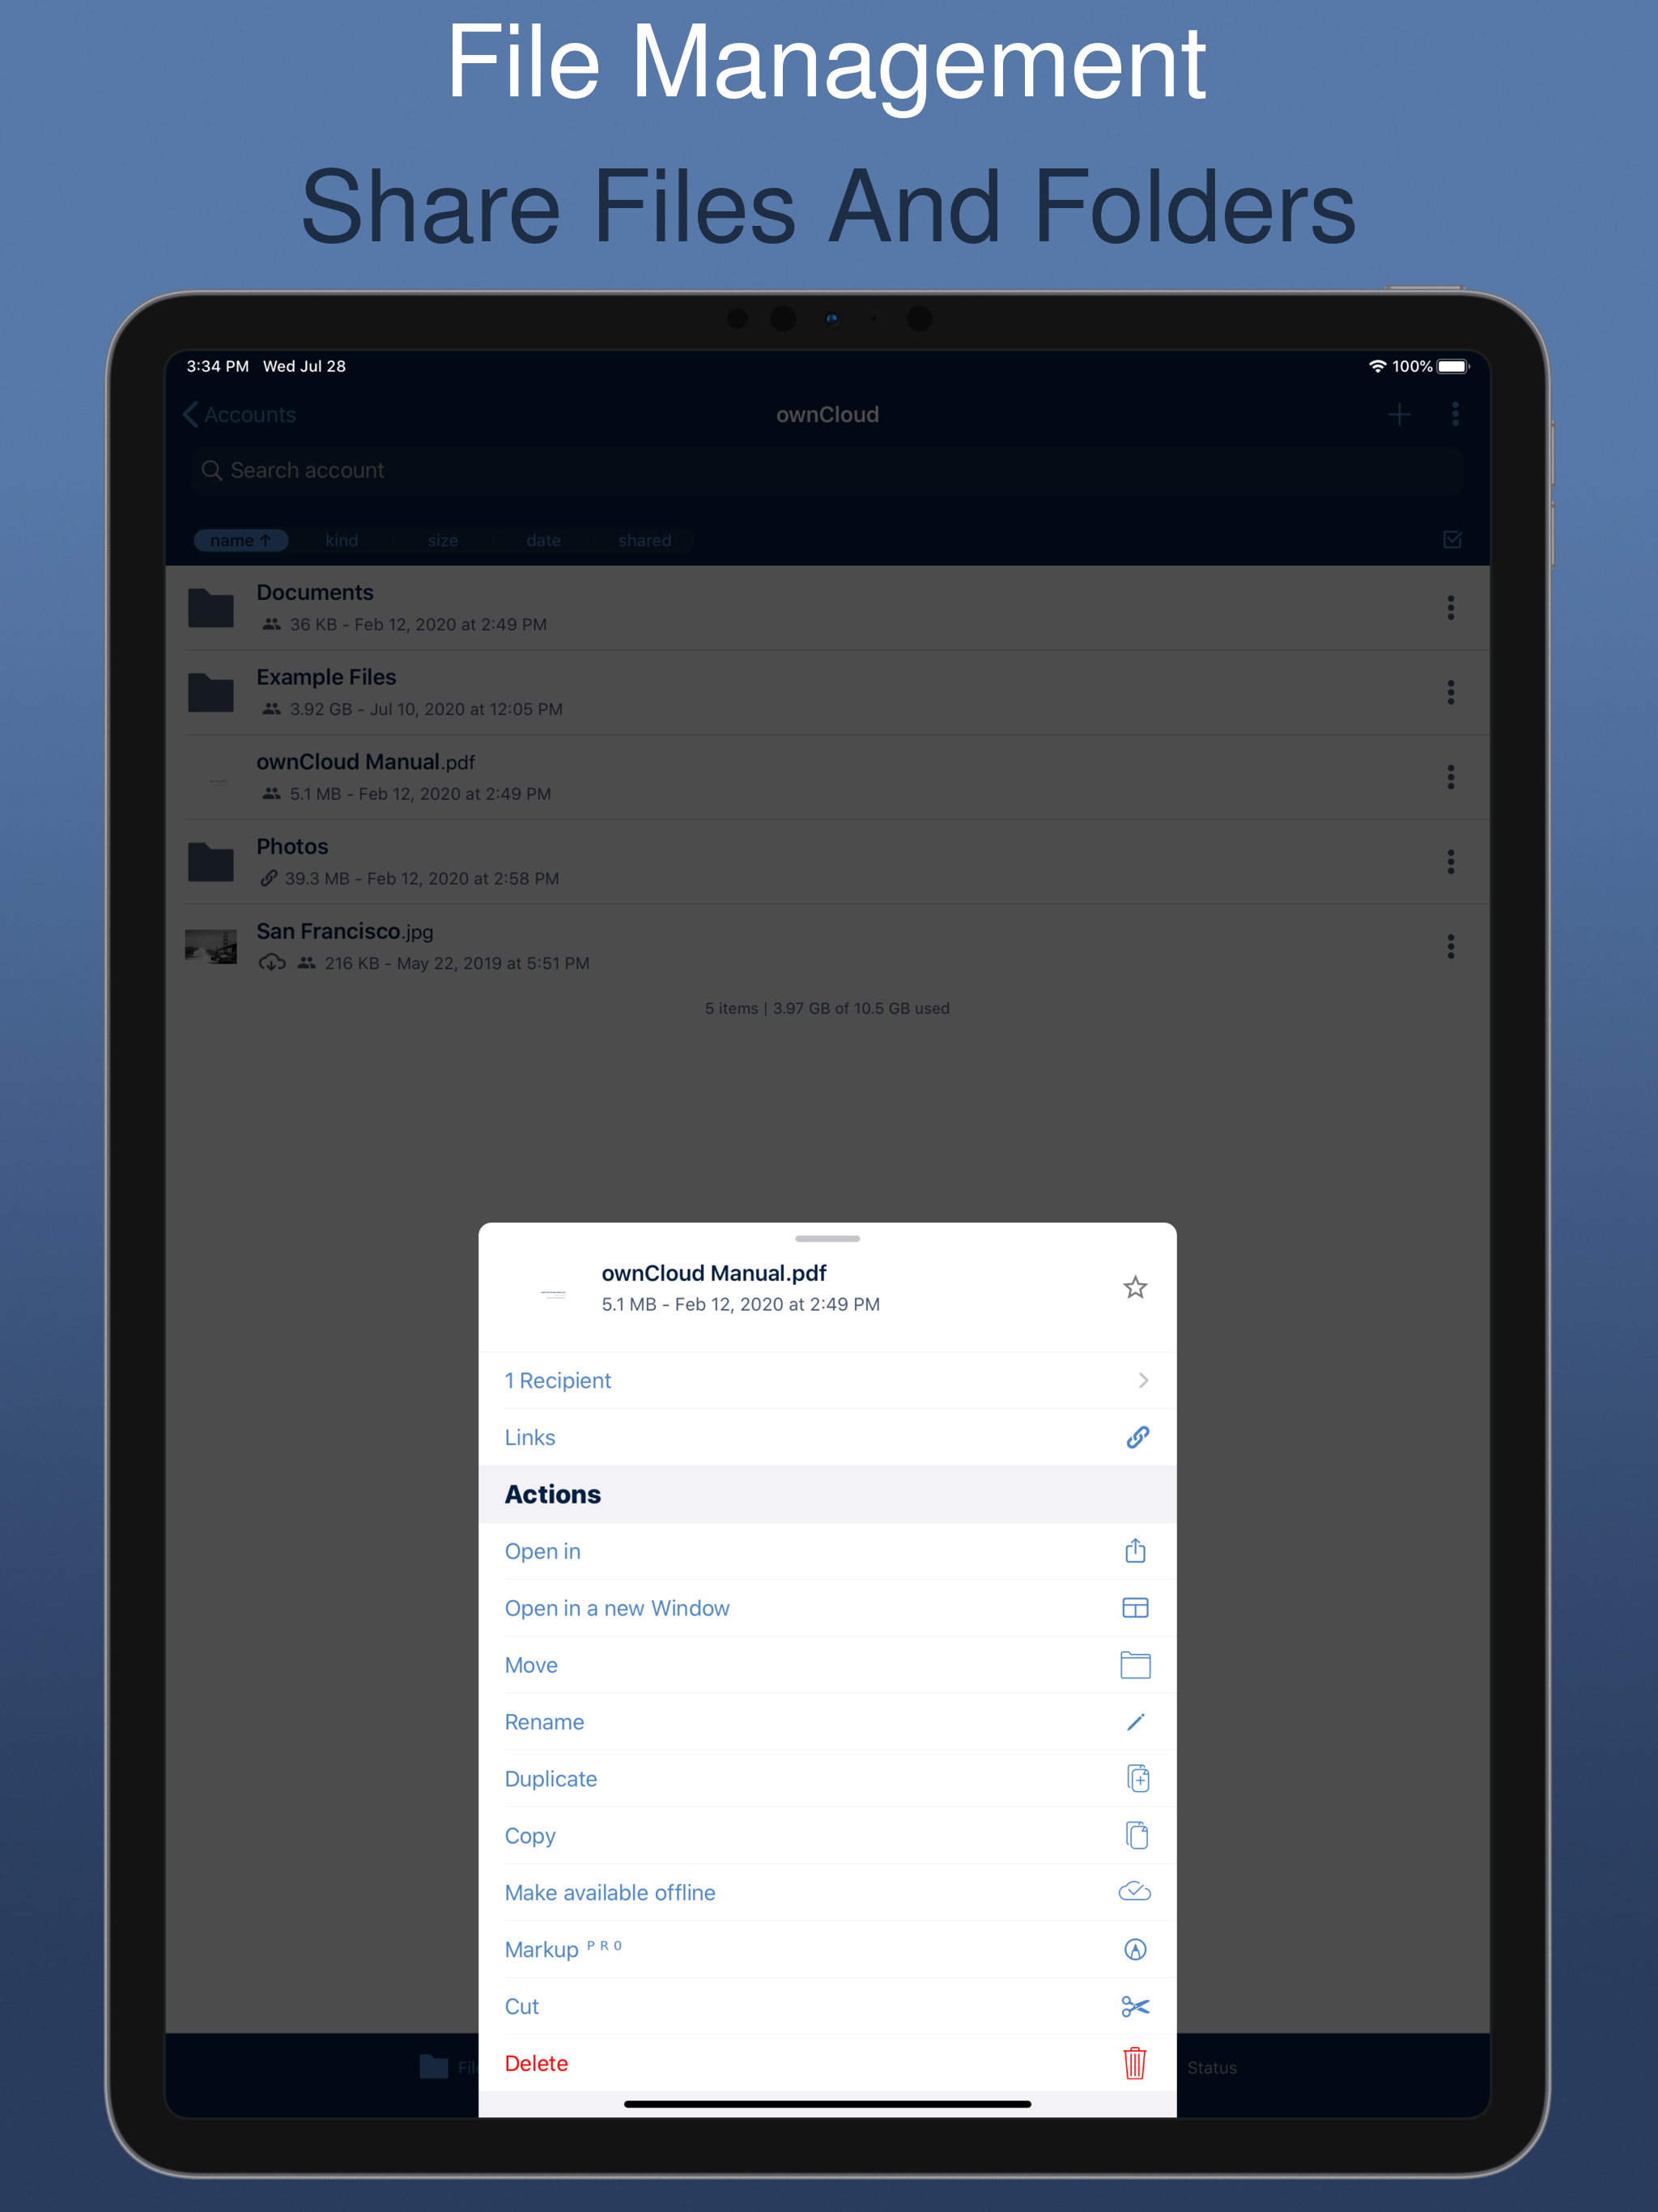 File Management
Share Files And Folders
3:34 PM Wed Jul 28
100%
Accounts
ownCloud
Search account
name ↑ kind size date shared
Documents
36 KB - Feb 12, 2020 at 2:49 PM
Example Files
3.92 GB - Jul 10, 2020 at 12:05 PM
ownCloud Manual.pdf
5.1 MB - Feb 12, 2020 at 2:49 PM
Photos
39.3 MB - Feb 12, 2020 at 2:58 PM
San Francisco.jpg
216 KB - May 22, 2019 at 5:51 PM
5 items | 3.97 GB of 10.5 GB used
ownCloud Manual.pdf
5.1 MB - Feb 12, 2020 at 2:49 PM
1 Recipient
Links
Actions
Open in
Open in a new Window
Move
Rename
Duplicate
Copy
Make available offline
Markup PRO
Cut
Delete
Status